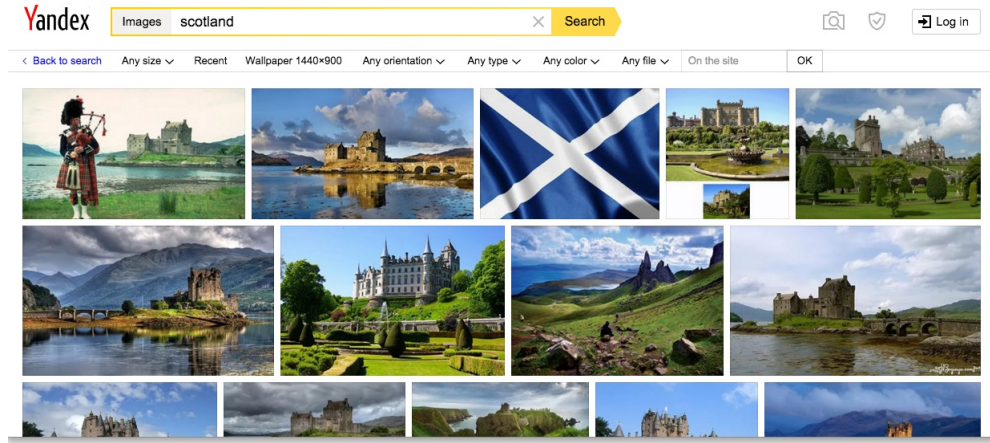 Yandex
Images scotland Search
Log in
Back to search Any size Recent Wallpaper 1440×900 Any orientation Any type Any color Any file On the site OK